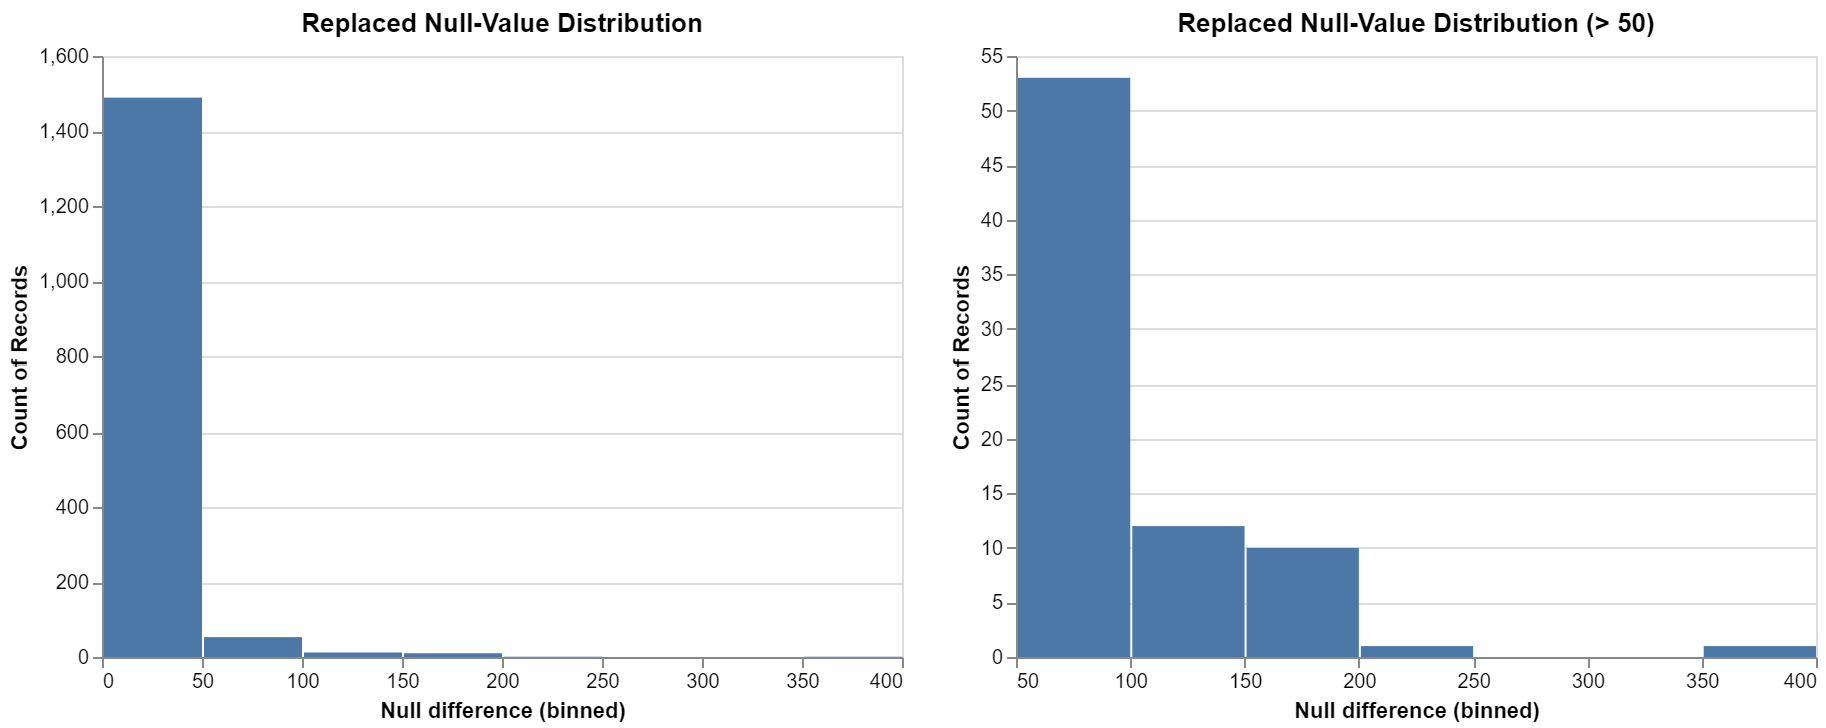 Replaced Null-Value Distribution
1,600
1,400
1,200
1,000
800
600
400
200
0
Count of Records
0 50 100 150 200 250 300 350 400
Null difference (binned)
Replaced Null-Value Distribution (> 50)
55
50
45
40
35
30
25
20
15
10
5
0
Count of Records
50 100 150 200 250 300 350 400
Null difference (binned)